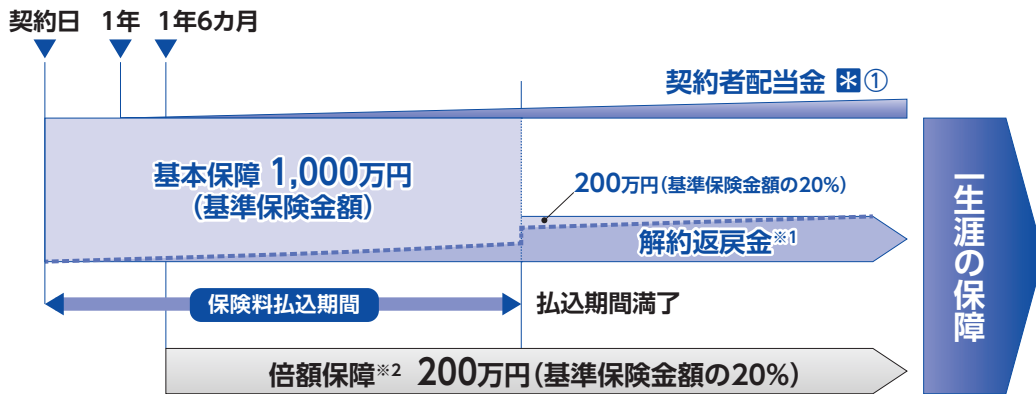 契約日 1年 1年6カ月
契約者配当金 ＊①
基本保障 1,000万円
(基準保険金額)
200万円(基準保険金額の20%)
解約返戻金※1
保険料払込期間
払込期間満了
倍額保障※2 200万円(基準保険金額の20%)
一生涯の保障